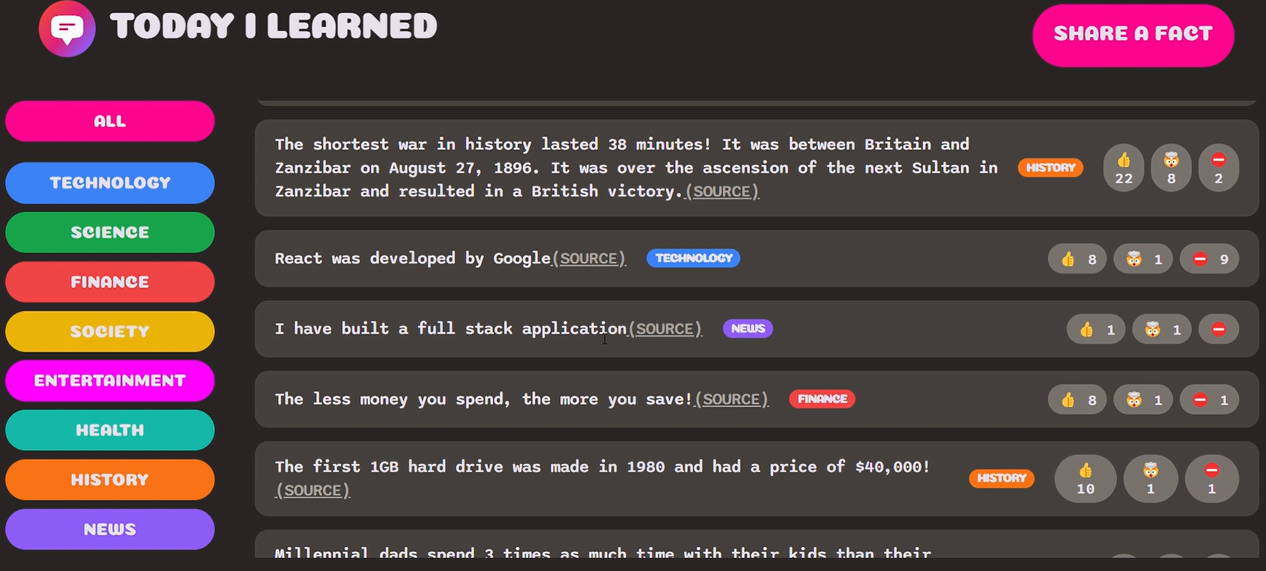 TODAY I LEARNED
SHARE A FACT
ALL
TECHNOLOGY
SCIENCE
FINANCE
SOCIETY
ENTERTAINMENT
HEALTH
HISTORY
NEWS
The shortest war in history lasted 38 minutes! It was between Britain and
Zanzibar on August 27, 1896. It was over the ascension of the next Sultan in
Zanzibar and resulted in a British victory.(SOURCE)
HISTORY
👍 22 🤯 8 ⛔ 2
React was developed by Google(SOURCE) TECHNOLOGY 👍 8 🤯 1 ⛔ 9
I have built a full stack application(SOURCE) NEWS 👍 1 🤯 1 ⛔
The less money you spend, the more you save!(SOURCE) FINANCE 👍 8 🤯 1 ⛔ 1
The first 1GB hard drive was made in 1980 and had a price of $40,000!
(SOURCE)
HISTORY
👍 10 🤯 1 ⛔ 1
Millennial dads spend 3 times as much time with their kids than their